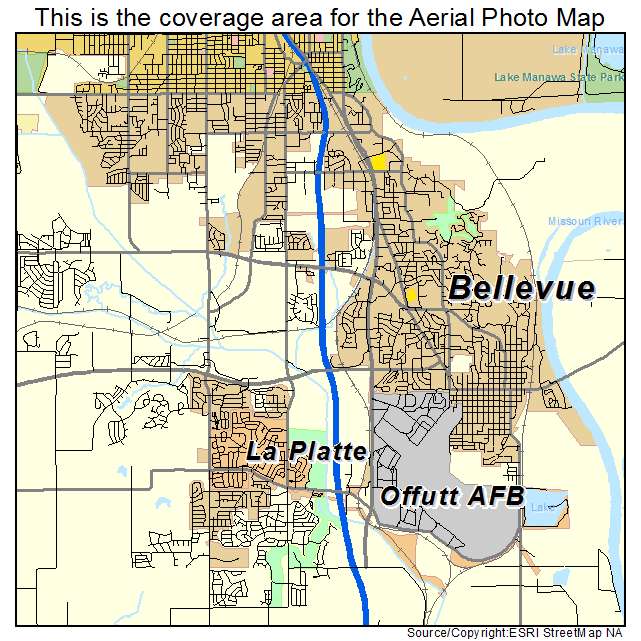 This is the coverage area for the Aerial Photo Map
Lake Manawa
Lake Manawa State Park
Missouri River
Bellevue
La Platte
Offutt AFB
Lake
Source/Copyright:ESRI StreetMap NA